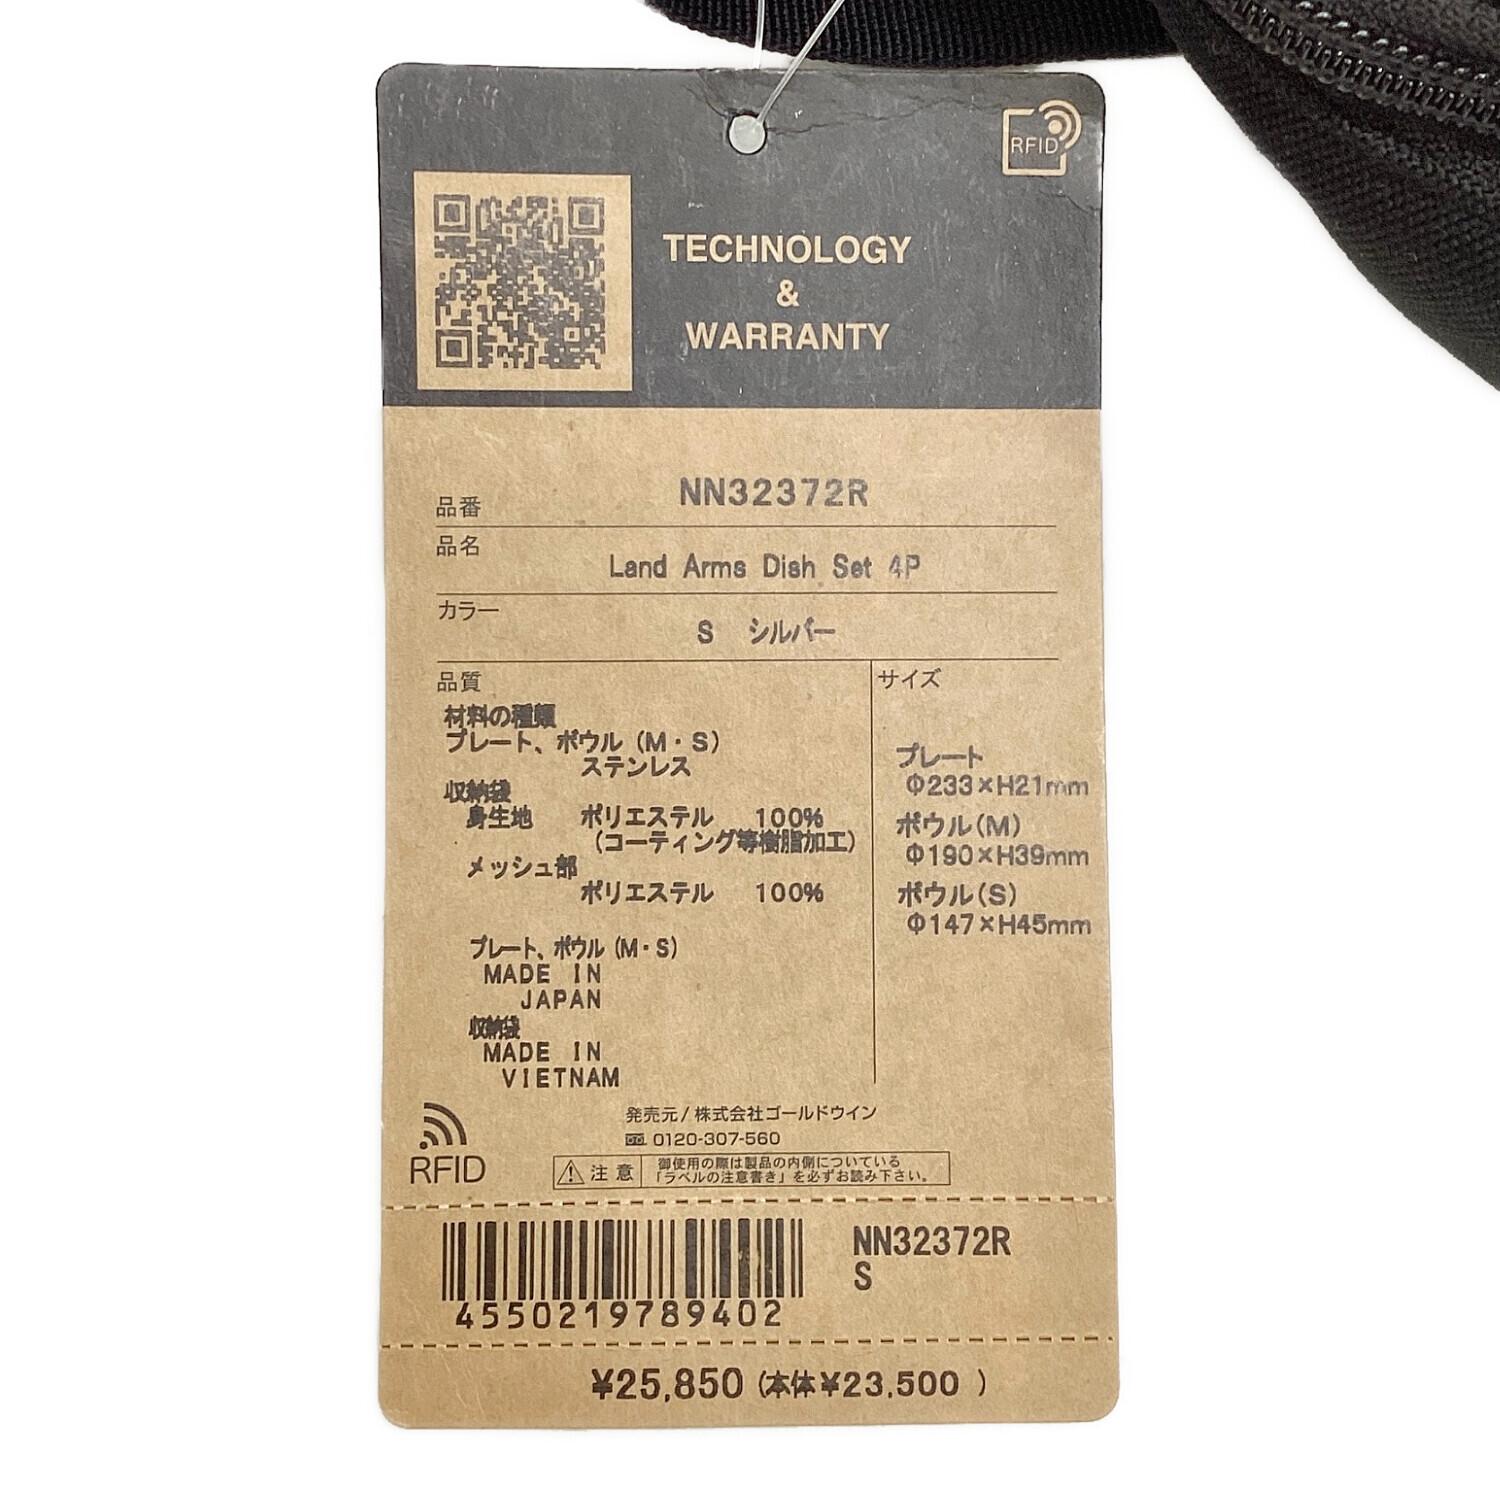 RFID
TECHNOLOGY
&
WARRANTY
品番
NN32372R
品名
Land Arms Dish Set 4P
カラー
S シルバー
品質
材料の種類
プレート、ボウル (M・S)
ステンレス
収納袋
身生地 ポリエステル 100%
(コーティング等樹脂加工)
メッシュ部
ポリエステル 100%
プレート、ボウル (M・S)
MADE IN
JAPAN
収納袋
MADE IN
VIETNAM
サイズ
プレート
Φ233×H21mm
ボウル(M)
Φ190×H39mm
ボウル(S)
Φ147×H45mm
RFID
発売元/株式会社ゴールドウイン
0120-307-560
注意
御使用の際は製品の内側についている
「ラベルの注意書き」を必ずお読み下さい。
4550219789402
NN32372R
S
¥25,850 (本体¥23,500 )